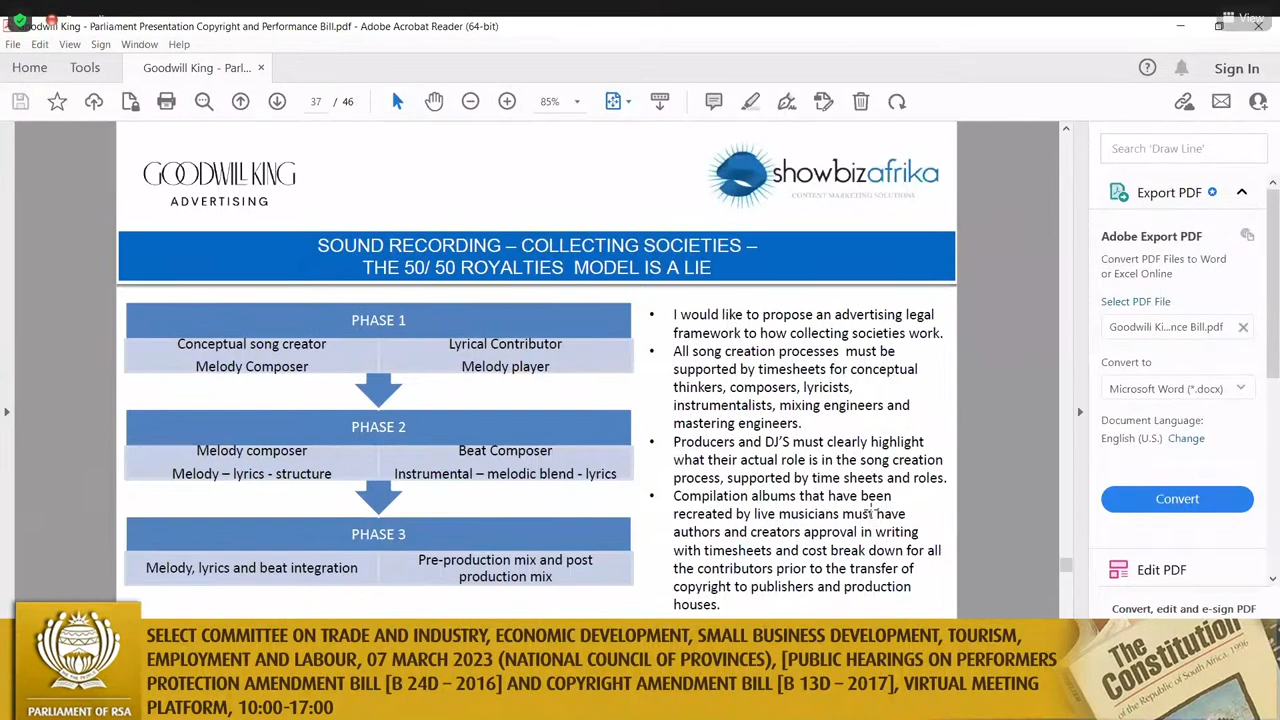 View
Goodwill King - Parliament Presentation Copyright and Performance Bill.pdf - Adobe Acrobat Reader (64-bit)
File Edit View Sign Window Help
Home Tools Goodwill King - Parl... ×
Sign In
37 / 46
85%
GOODWILL KING
ADVERTISING
showbizafrika
CONTENT MARKETING SOLUTIONS
SOUND RECORDING – COLLECTING SOCIETIES –
THE 50/ 50 ROYALTIES MODEL IS A LIE
PHASE 1
Conceptual song creator
Melody Composer
Lyrical Contributor
Melody player
PHASE 2
Melody composer
Melody – lyrics - structure
Beat Composer
Instrumental – melodic blend - lyrics
PHASE 3
Melody, lyrics and beat integration
Pre-production mix and post
production mix
• I would like to propose an advertising legal
framework to how collecting societies work.
• All song creation processes must be
supported by timesheets for conceptual
thinkers, composers, lyricists,
instrumentalists, mixing engineers and
mastering engineers.
• Producers and DJ'S must clearly highlight
what their actual role is in the song creation
process, supported by time sheets and roles.
• Compilation albums that have been
recreated by live musicians must have
authors and creators approval in writing
with timesheets and cost break down for all
the contributors prior to the transfer of
copyright to publishers and production
houses.
Search 'Draw Line'
Export PDF
Adobe Export PDF
Convert PDF Files to Word
or Excel Online
Select PDF File
Goodwili Ki...nce Bill.pdf
Convert to
Microsoft Word (*.docx)
Document Language:
English (U.S.) Change
Convert
Edit PDF
Convert, edit and e-sign PDF
PARLIAMENT OF RSA
SELECT COMMITTEE ON TRADE AND INDUSTRY, ECONOMIC DEVELOPMENT, SMALL BUSINESS DEVELOPMENT, TOURISM,
EMPLOYMENT AND LABOUR, 07 MARCH 2023 (NATIONAL COUNCIL OF PROVINCES), [PUBLIC HEARINGS ON PERFORMERS
PROTECTION AMENDMENT BILL [B 24D – 2016] AND COPYRIGHT AMENDMENT BILL [B 13D – 2017], VIRTUAL MEETING
PLATFORM, 10:00-17:00
The
Constitution
of the Republic of South Africa, 1996